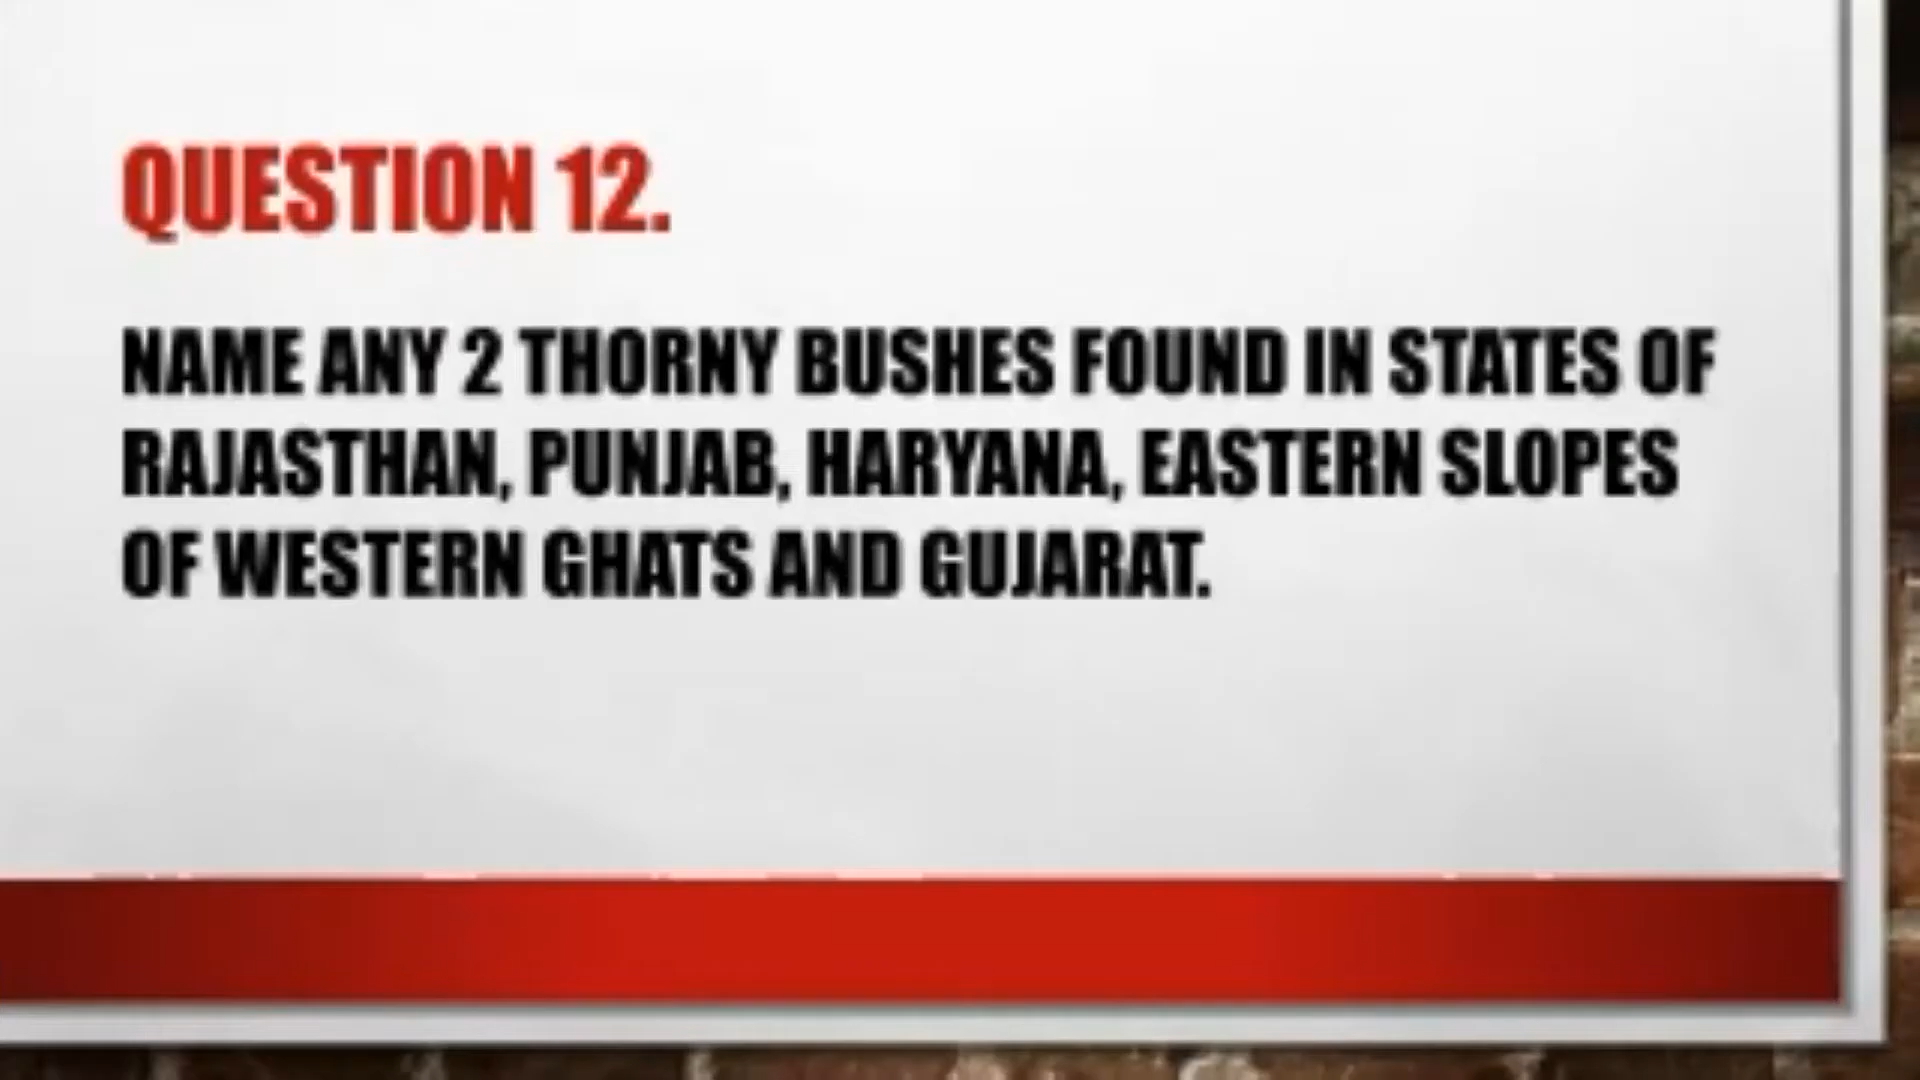 QUESTION 12.
NAME ANY 2 THORNY BUSHES FOUND IN STATES OF
RAJASTHAN, PUNJAB, HARYANA, EASTERN SLOPES
OF WESTERN GHATS AND GUJARAT.